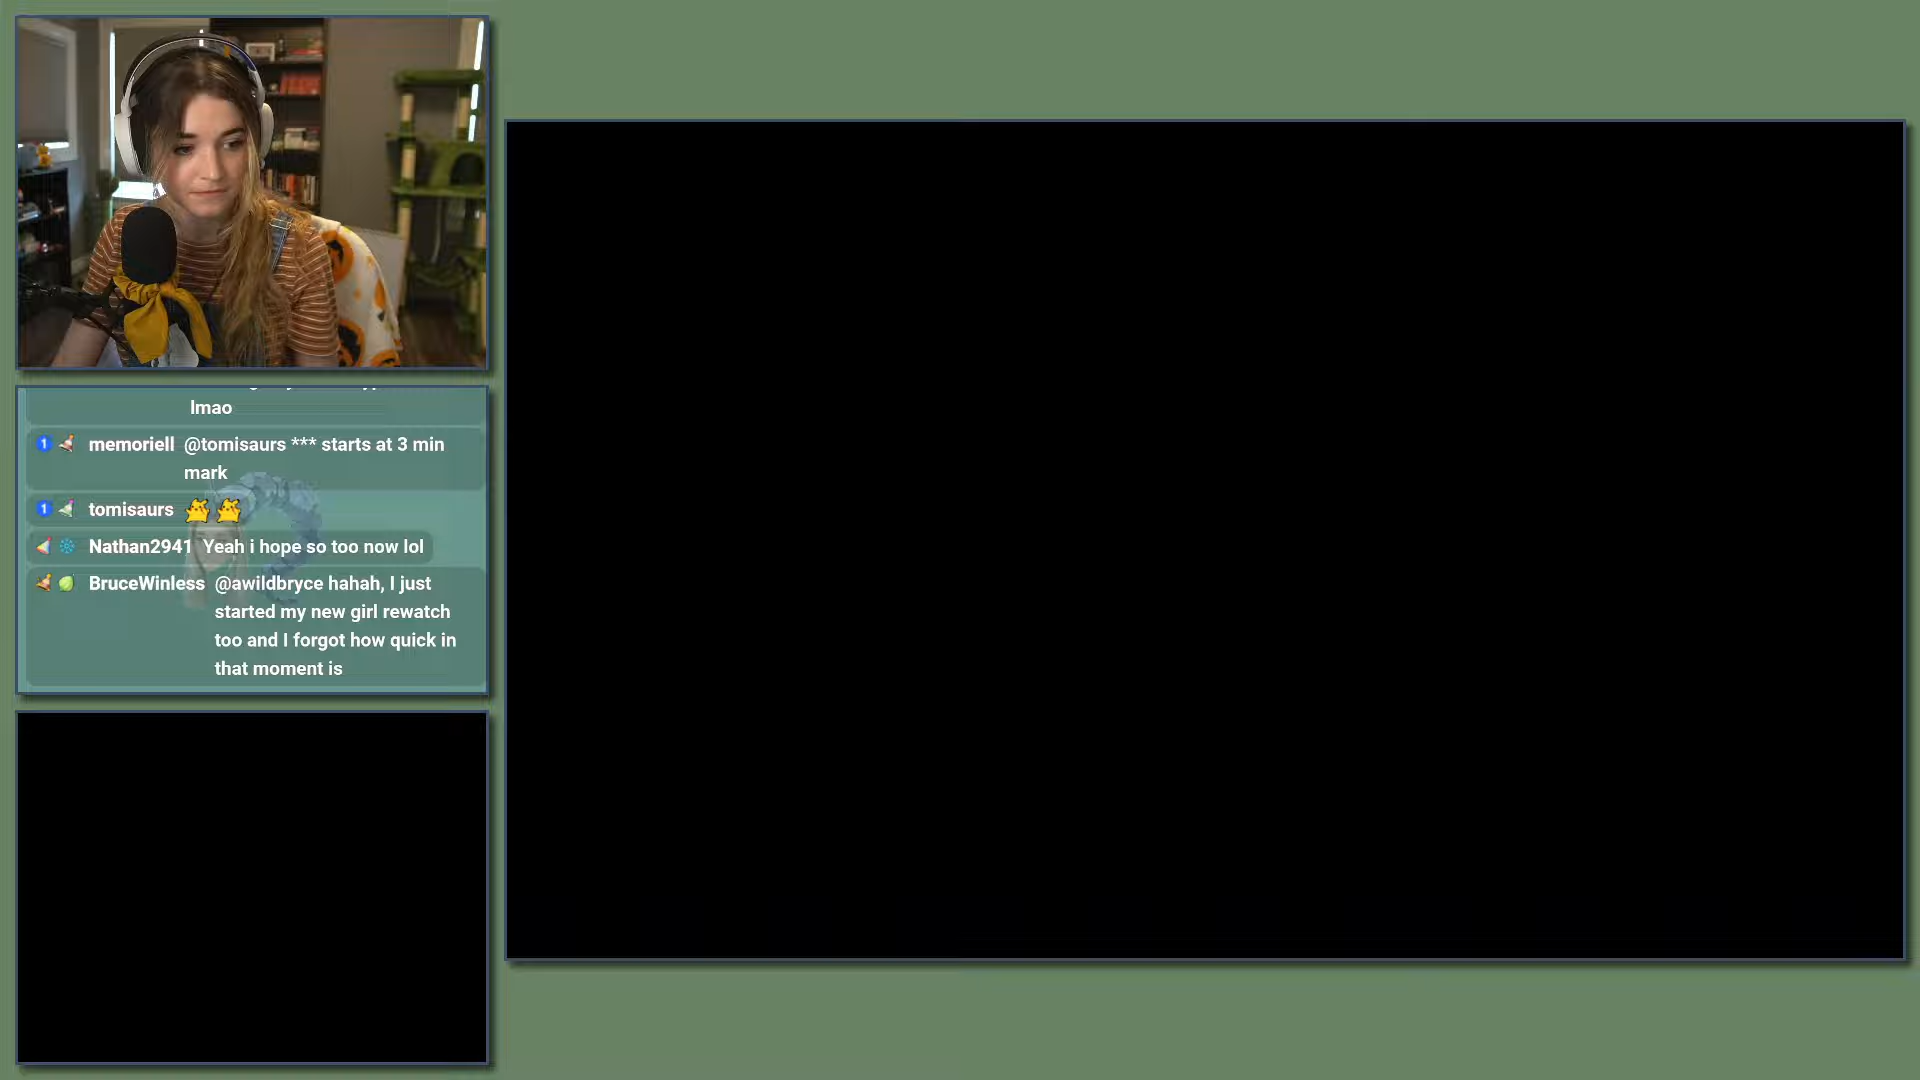 lmao
memoriell @tomisaurs *** starts at 3 min
mark
tomisaurs
Nathan2941 Yeah i hope so too now lol
BruceWinless @awildbryce hahah, I just
started my new girl rewatch
too and I forgot how quick in
that moment is